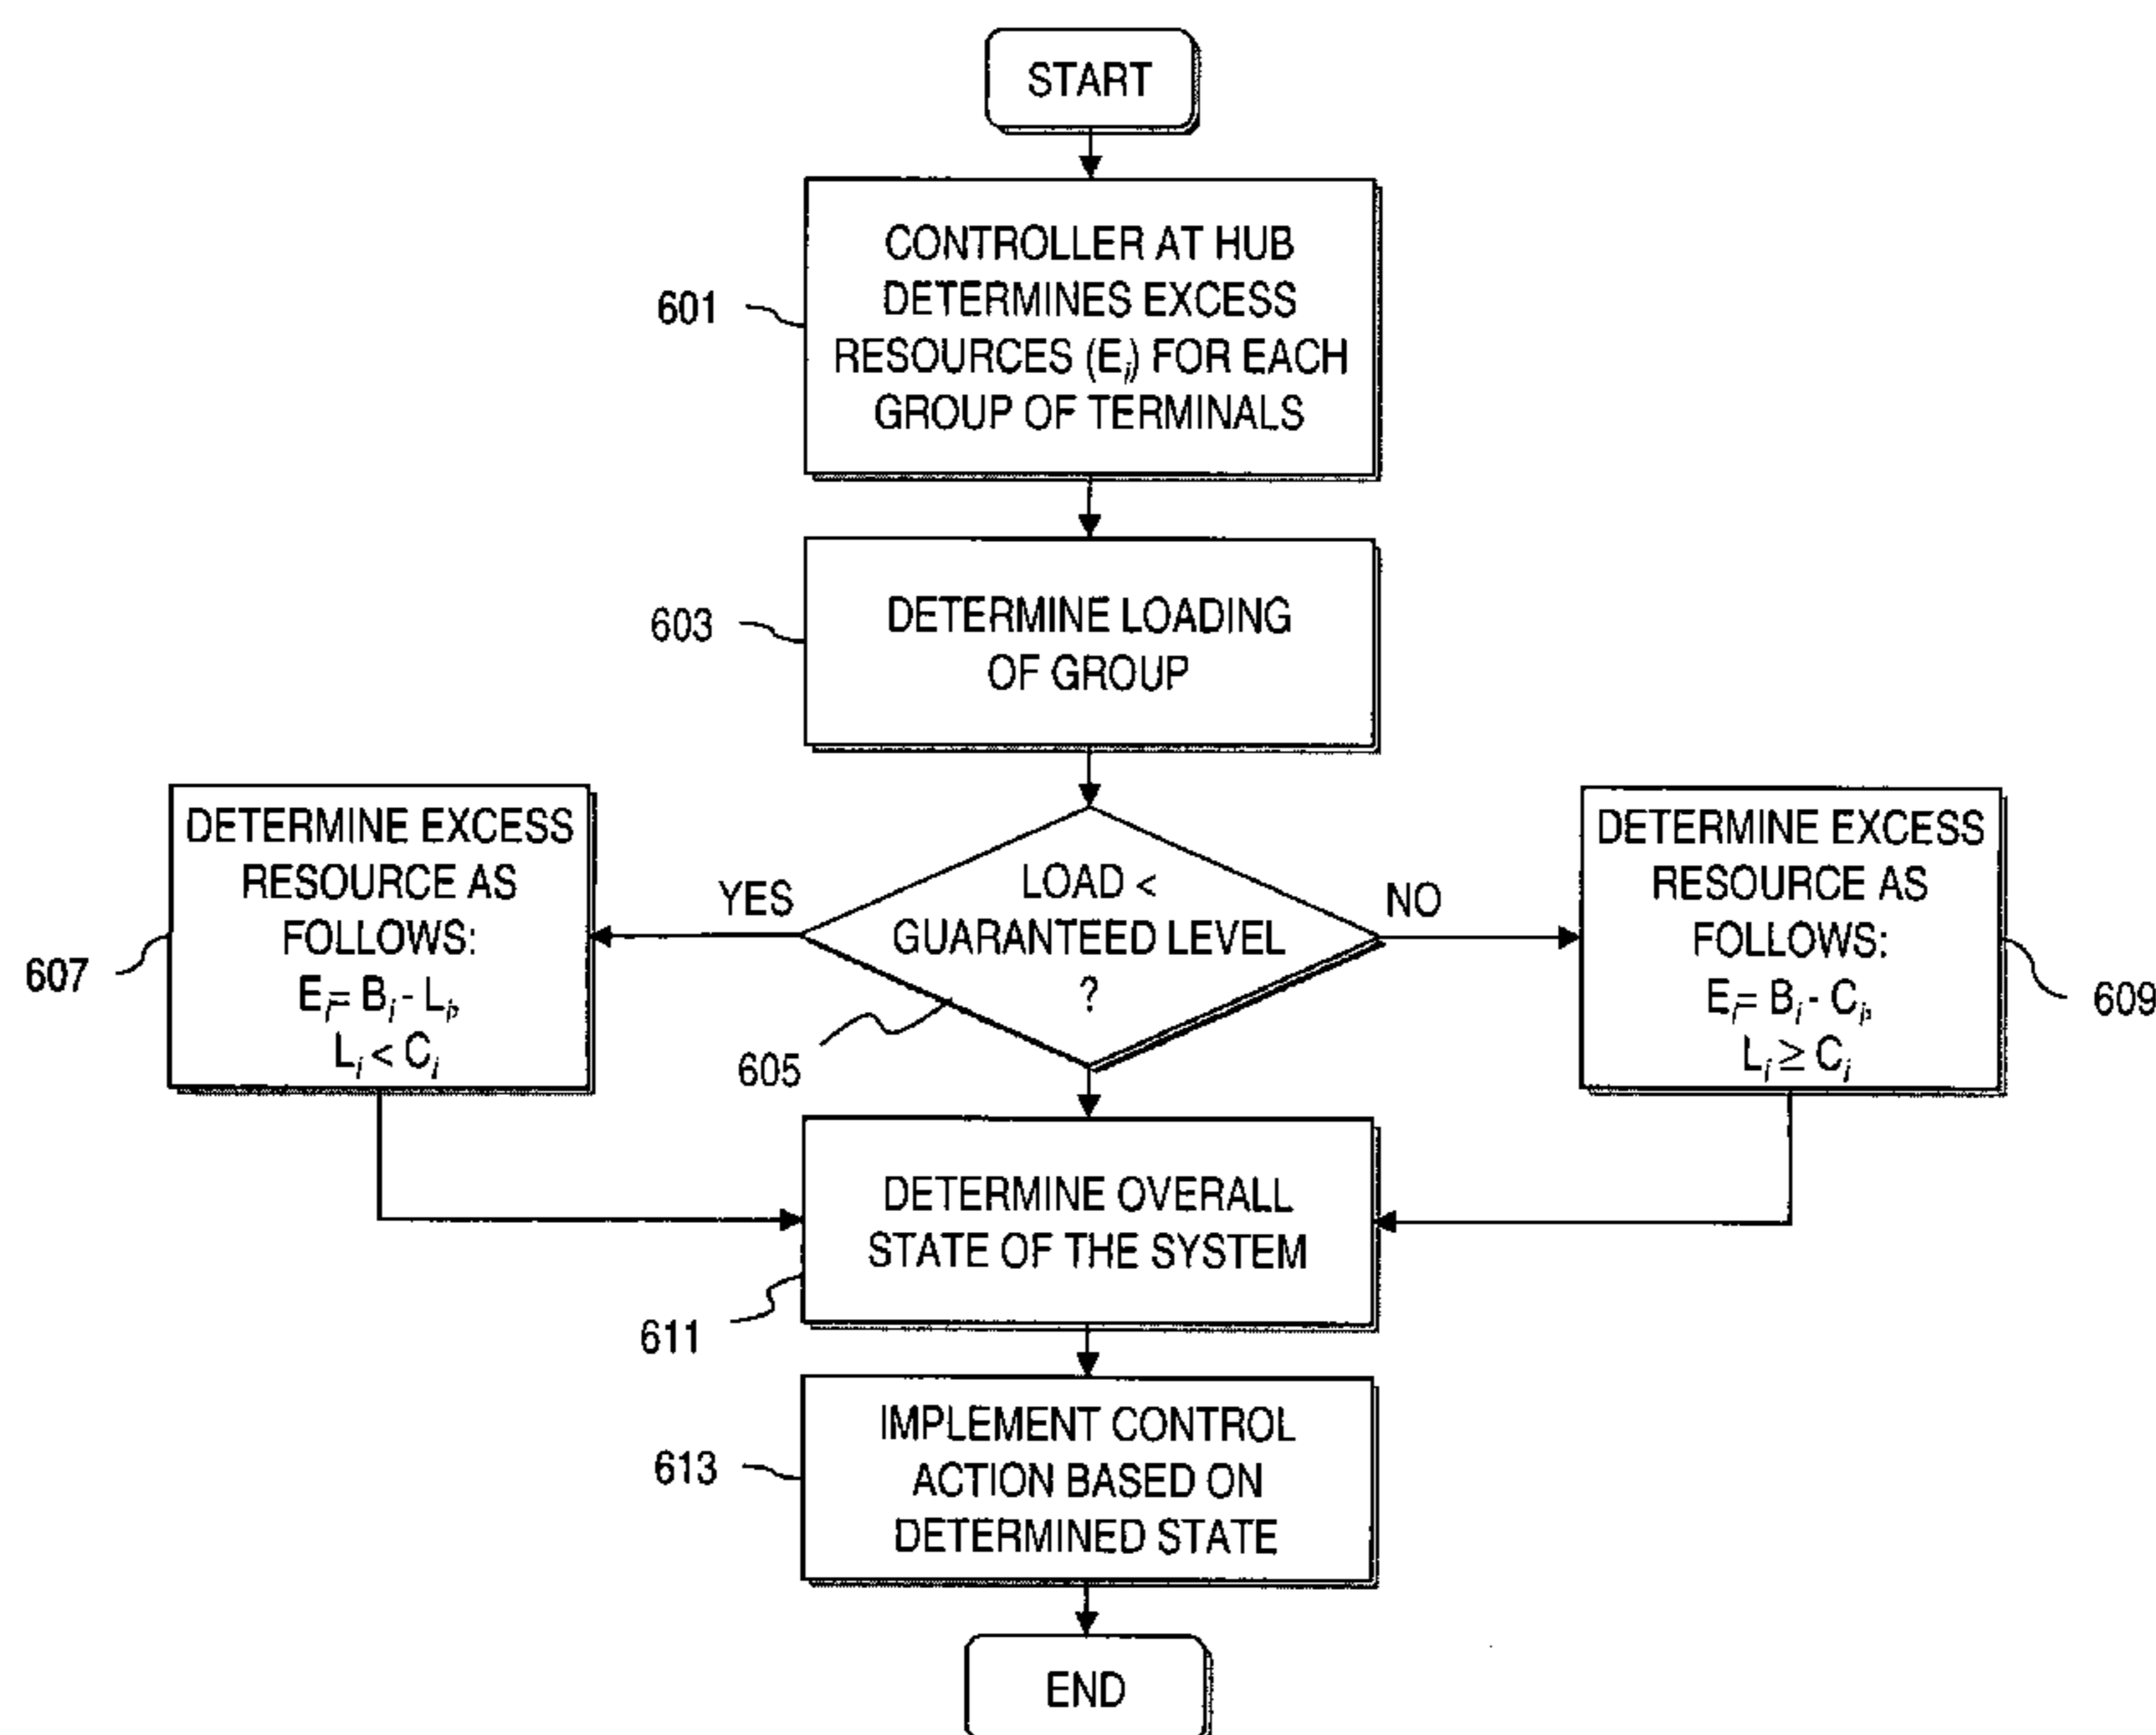 START
601
CONTROLLER AT HUB
DETERMINES EXCESS
RESOURCES (Ei) FOR EACH
GROUP OF TERMINALS
603
DETERMINE LOADING
OF GROUP
LOAD <
GUARANTEED LEVEL
?
605
YES
NO
607
DETERMINE EXCESS
RESOURCE AS
FOLLOWS:
Ei= Bi - Li,
Li < Ci
DETERMINE EXCESS
RESOURCE AS
FOLLOWS:
Ei= Bi - Ci,
Li ≥ Ci
609
DETERMINE OVERALL
STATE OF THE SYSTEM
611
613
IMPLEMENT CONTROL
ACTION BASED ON
DETERMINED STATE
END